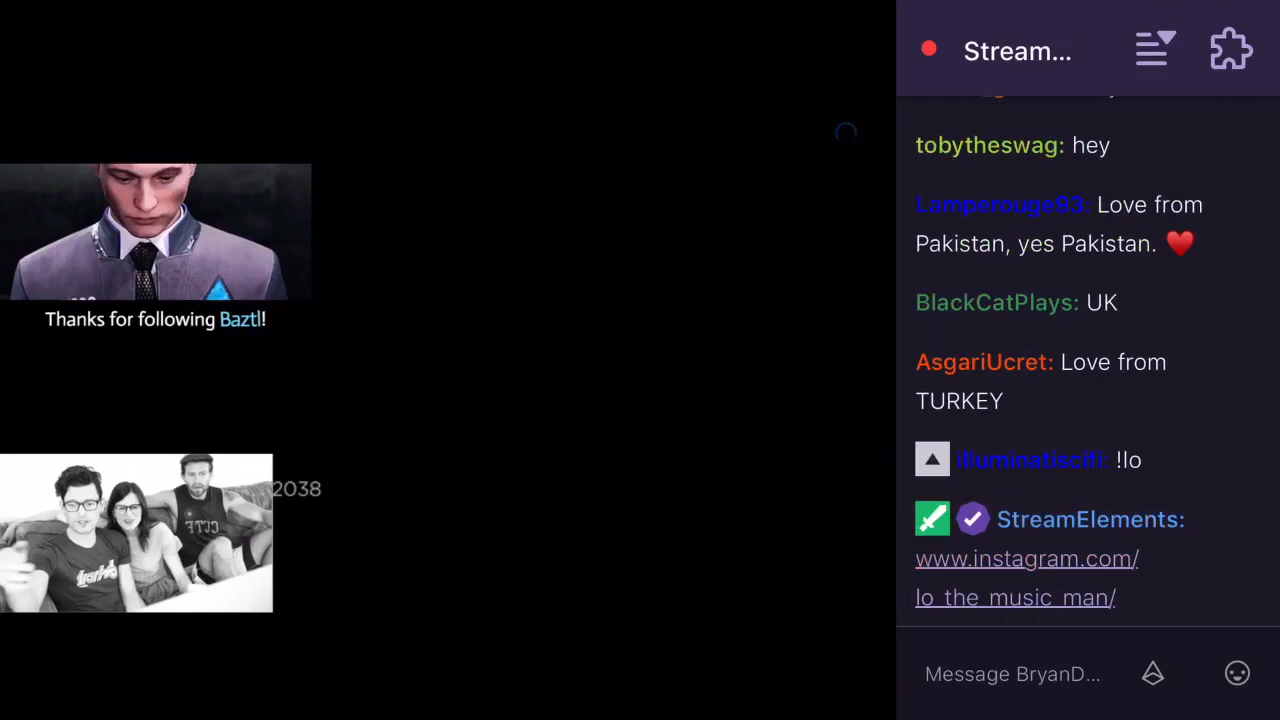 Stream...
tobytheswag: hey
Lamperouge93: Love from
Pakistan, yes Pakistan. ❤️
BlackCatPlays: UK
AsgariUcret: Love from
TURKEY
illuminatiscifi: !lo
StreamElements:
www.instagram.com/
lo_the_music_man/
Message BryanD...
Thanks for following Baztl!
2038